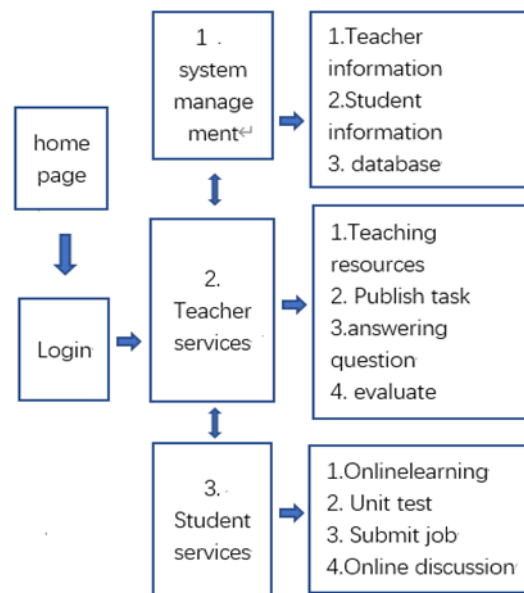 home
page
Login
1 .
system
manage
ment↵
1.Teacher
information
2.Student
information
3. database
2.
Teacher
services
1.Teaching
resources
2. Publish task
3.answering
question
4. evaluate
3.
Student
services
1.Onlinelearning
2. Unit test
3. Submit job
4.Online discussion